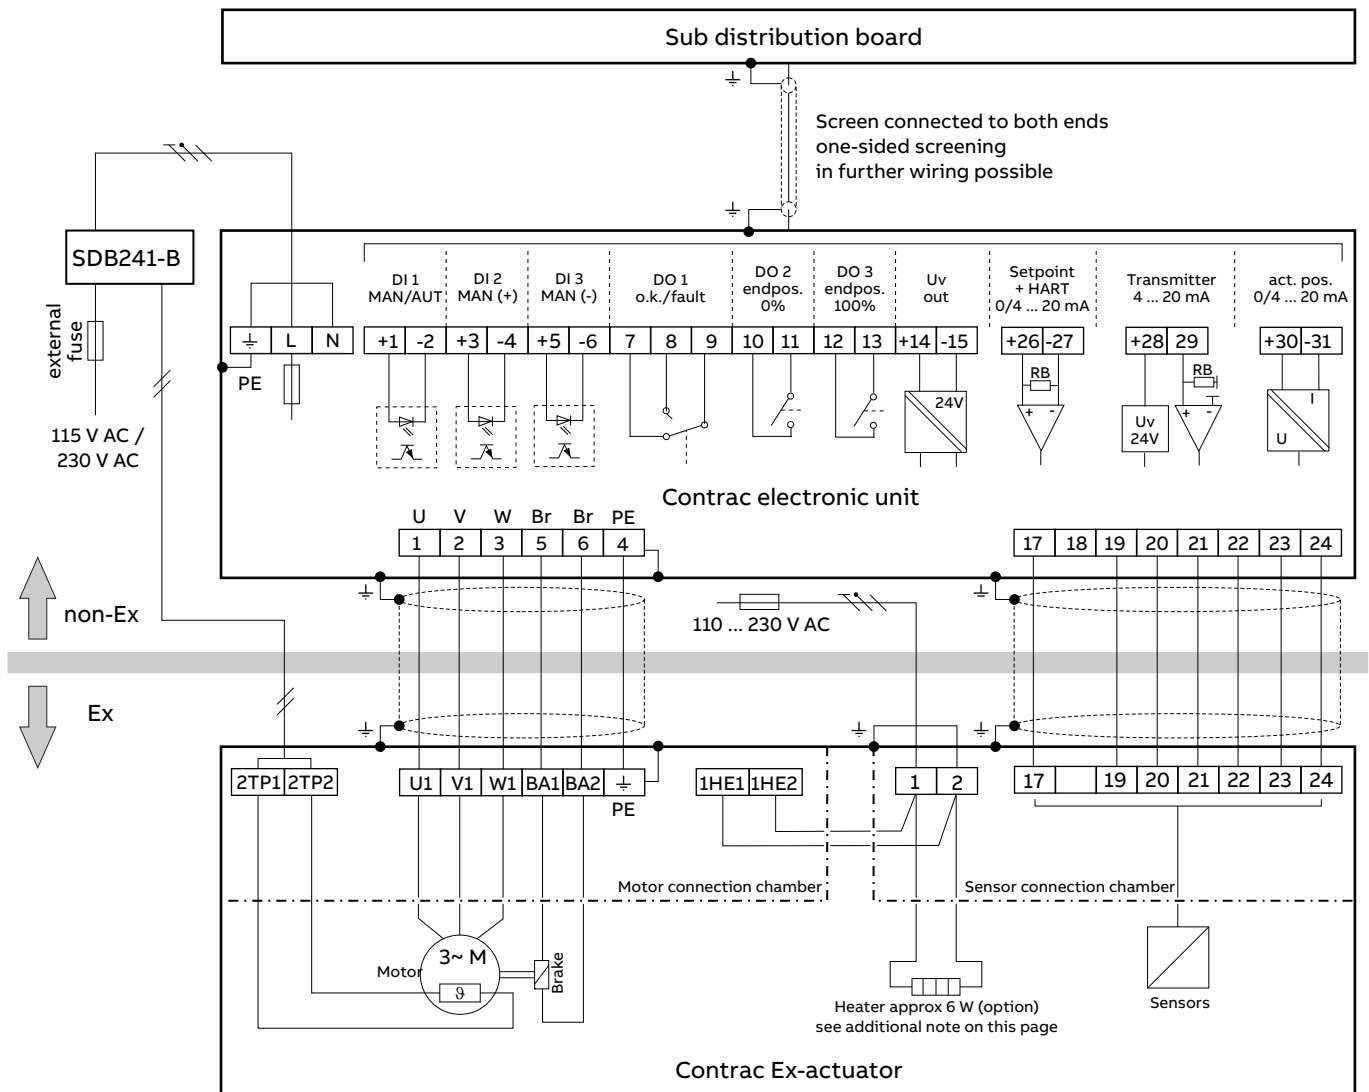 Sub distribution board
Screen connected to both ends
one-sided screening
in further wiring possible
SDB241-B
external
fuse
115 V AC /
230 V AC
DI 1
MAN/AUT
DI 2
MAN (+)
DI 3
MAN (-)
DO 1
o.k./fault
DO 2
endpos.
0%
DO 3
endpos.
100%
Uv
out
Setpoint
+ HART
0/4 ... 20 mA
Transmitter
4 ... 20 mA
act. pos.
0/4 ... 20 mA
L N
+1 -2 +3 -4 +5 -6 7 8 9 10 11 12 13 +14 -15 +26 -27 +28 29 +30 -31
PE
RB
RB
24V
+ -
Uv
24V
+ -
I
U
Contrac electronic unit
U V W Br Br PE
1 2 3 5 6 4
17 18 19 20 21 22 23 24
non-Ex
110 ... 230 V AC
Ex
2TP1 2TP2
U1 V1 W1 BA1 BA2
PE
1HE1 1HE2
1 2
17 19 20 21 22 23 24
Motor connection chamber
Sensor connection chamber
3~ M
Motor
ϑ
Brake
Heater approx 6 W (option)
see additional note on this page
Sensors
Contrac Ex-actuator